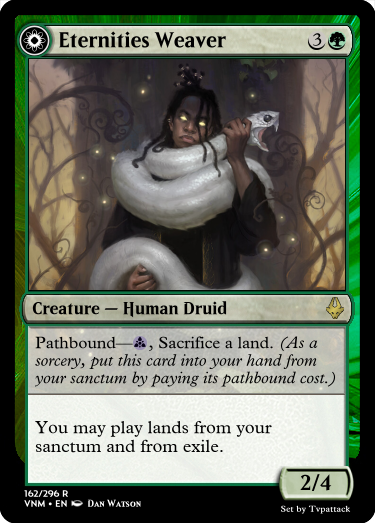 Eternities Weaver 3
Creature — Human Druid
Pathbound—, Sacrifice a land. (As a
sorcery, put this card into your hand from
your sanctum by paying its pathbound cost.)
You may play lands from your
sanctum and from exile.
2/4
162/296 R
VNM • EN DAN WATSON
Set by Tvpattack